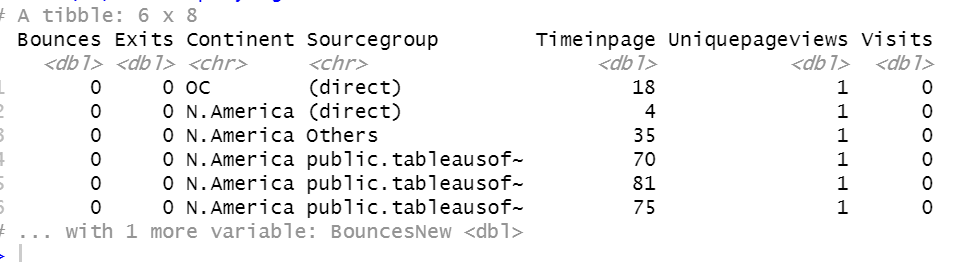 # A tibble: 6 x 8
Bounces Exits Continent Sourcegroup Timeinpage Uniquepageviews Visits
<dbl> <dbl> <chr> <chr> <dbl> <dbl> <dbl>
1 0 0 OC (direct) 18 1 0
2 0 0 N.America (direct) 4 1 0
3 0 0 N.America Others 35 1 0
4 0 0 N.America public.tableausof~ 70 1 0
5 0 0 N.America public.tableausof~ 81 1 0
6 0 0 N.America public.tableausof~ 75 1 0
# ... with 1 more variable: BouncesNew <dbl>
>